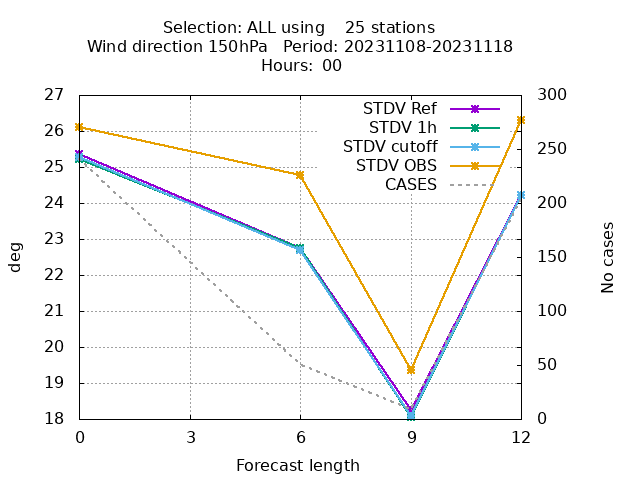 Selection: ALL using    25 stations
Wind direction 150hPa   Period: 20231108-20231118
Hours: 00
27
26
25
24
23
22
21
20
19
18
300
250
200
150
100
50
0
STDV Ref
STDV 1h
STDV cutoff
STDV OBS
CASES
deg
No cases
0
3
6
9
12
Forecast length